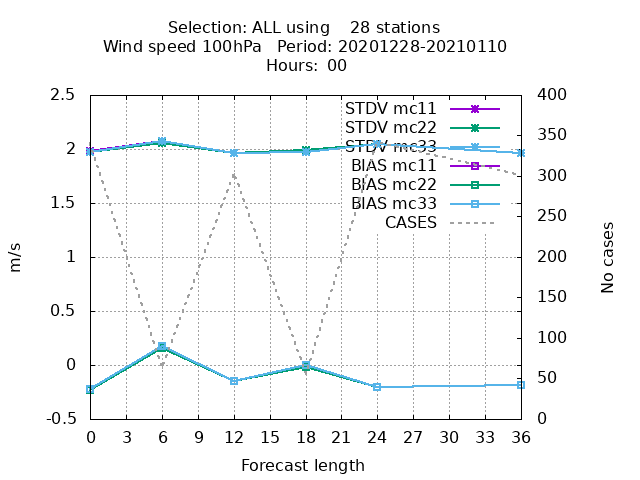 Selection: ALL using    28 stations
Wind speed 100hPa   Period: 20201228-20210110
Hours: 00
2.5
2
1.5
1
0.5
0
-0.5
400
350
300
250
200
150
100
50
0
m/s
No cases
STDV mc11
STDV mc22
STDV mc33
BIAS mc11
BIAS mc22
BIAS mc33
CASES
0 3 6 9 12 15 18 21 24 27 30 33 36
Forecast length